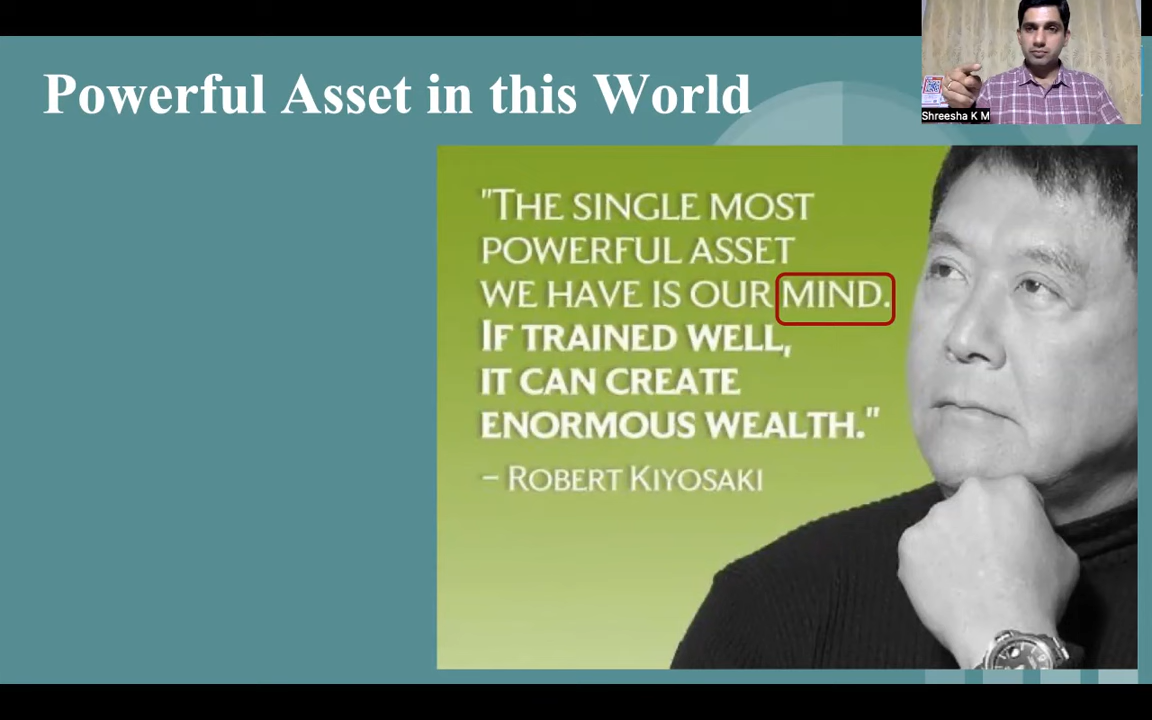 Powerful Asset in this World
Shreesha K M
"THE SINGLE MOST
POWERFUL ASSET
WE HAVE IS OUR MIND.
IF TRAINED WELL,
IT CAN CREATE
ENORMOUS WEALTH."
– ROBERT KIYOSAKI